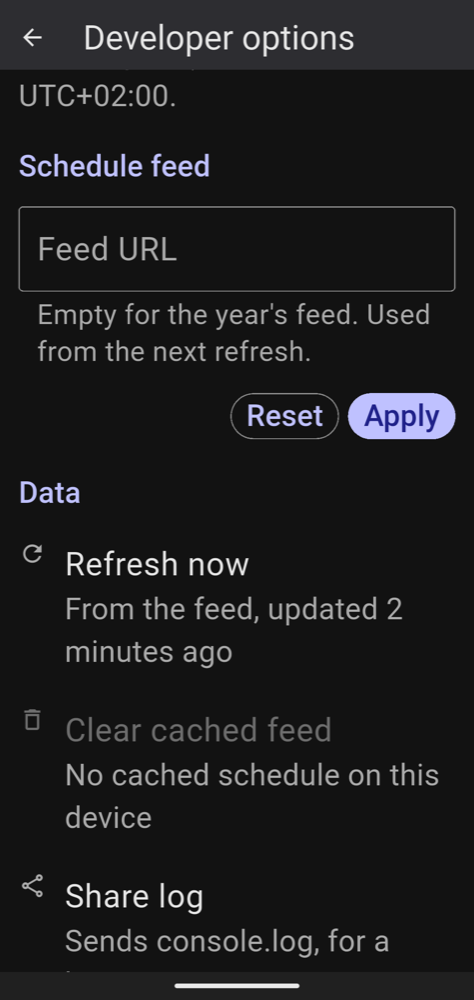 Developer options
UTC+02:00.
Schedule feed
Feed URL
Empty for the year's feed. Used
from the next refresh.
Reset
Apply
Data
Refresh now
From the feed, updated 2
minutes ago
Clear cached feed
No cached schedule on this
device
Share log
Sends console.log, for a